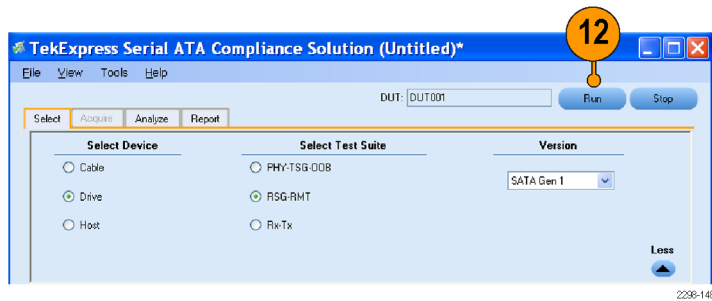 12
TekExpress Serial ATA Compliance Solution (Untitled)*
File View Tools Help
DUT: DUT001 Run Stop
Select Acquire Analyze Report
Select Device Select Test Suite Version
Cable PHY-TSG-OOB
SATA Gen 1
Drive RSG-RMT
Host Rx-Tx
Less
2298-148